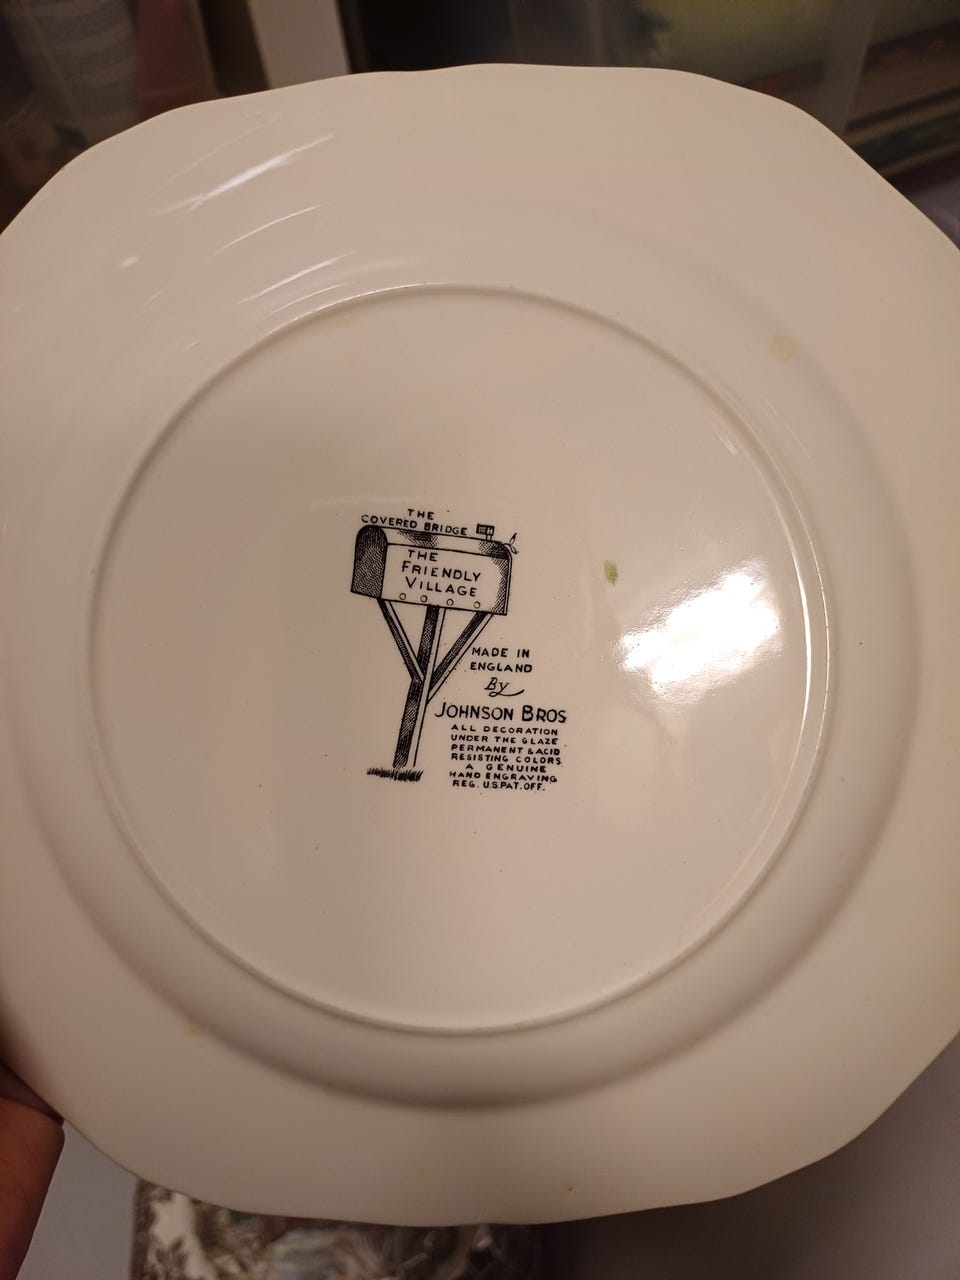 THE
COVERED BRIDGE
THE
FRIENDLY
VILLAGE
MADE IN
ENGLAND
By
JOHNSON BROS
ALL DECORATION
UNDER THE GLAZE
PERMANENT & ACID
RESISTING COLORS
A GENUINE
HAND ENGRAVING
REG. U.S. PAT. OFF.